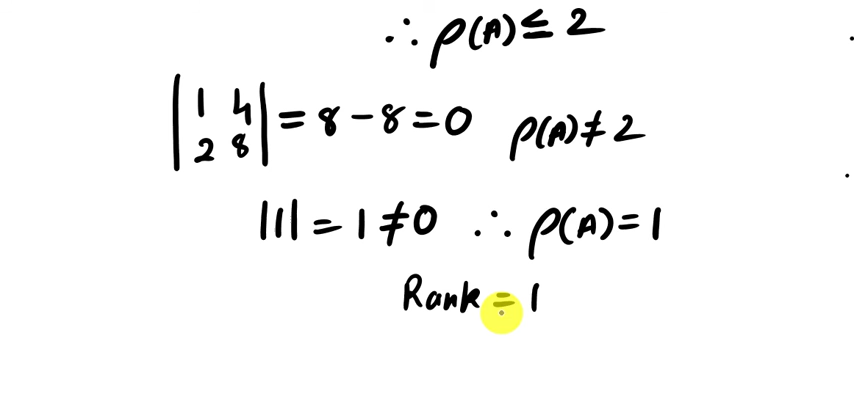 ∴ ρ(A) ≤ 2
|1 4|
|2 8| = 8 - 8 = 0 ρ(A) ≠ 2
|1| = 1 ≠ 0 ∴ ρ(A) = 1
Rank = 1